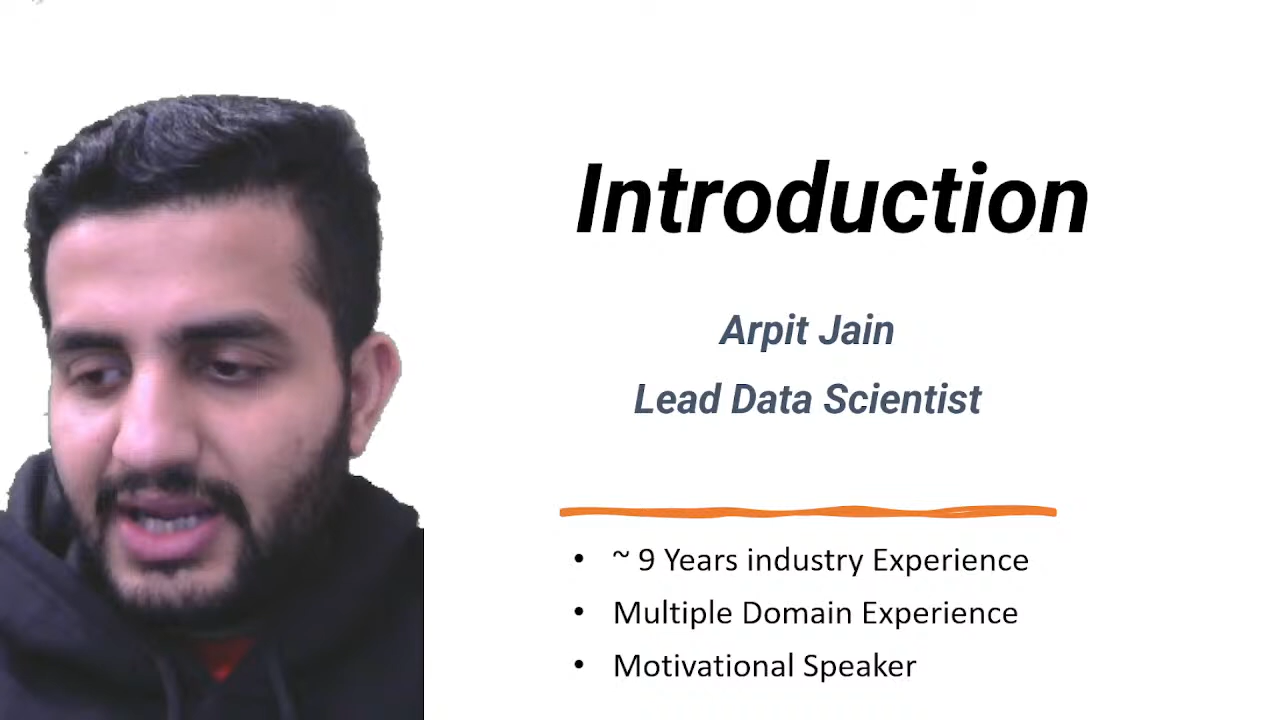 Introduction
Arpit Jain
Lead Data Scientist
• ~ 9 Years industry Experience
• Multiple Domain Experience
• Motivational Speaker